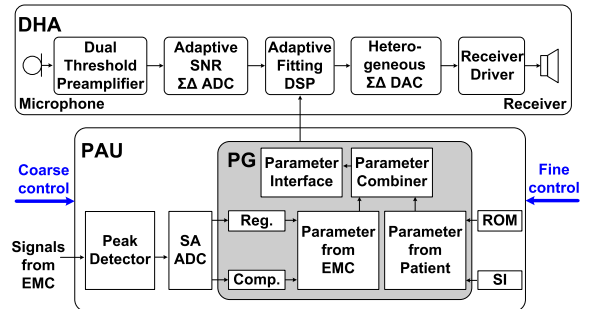 DHA
Dual
Threshold
Preamplifier
Adaptive
SNR
ΣΔ ADC
Adaptive
Fitting
DSP
Hetero-
geneous
ΣΔ DAC
Receiver
Driver
Microphone
Receiver
PAU
PG
Parameter
Interface
Parameter
Combiner
Coarse
control
Fine
control
Signals
from
EMC
Peak
Detector
SA
ADC
Reg.
Comp.
Parameter
from
EMC
Parameter
from
Patient
ROM
SI